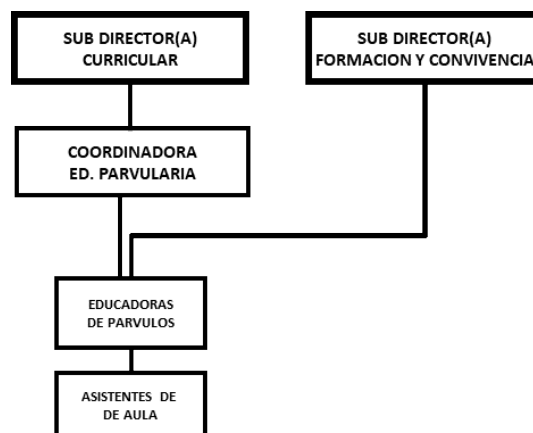 SUB DIRECTOR(A)
CURRICULAR
SUB DIRECTOR(A)
FORMACION Y CONVIVENCIA
COORDINADORA
ED. PARVULARIA
EDUCADORAS
DE PARVULOS
ASISTENTES DE
DE AULA